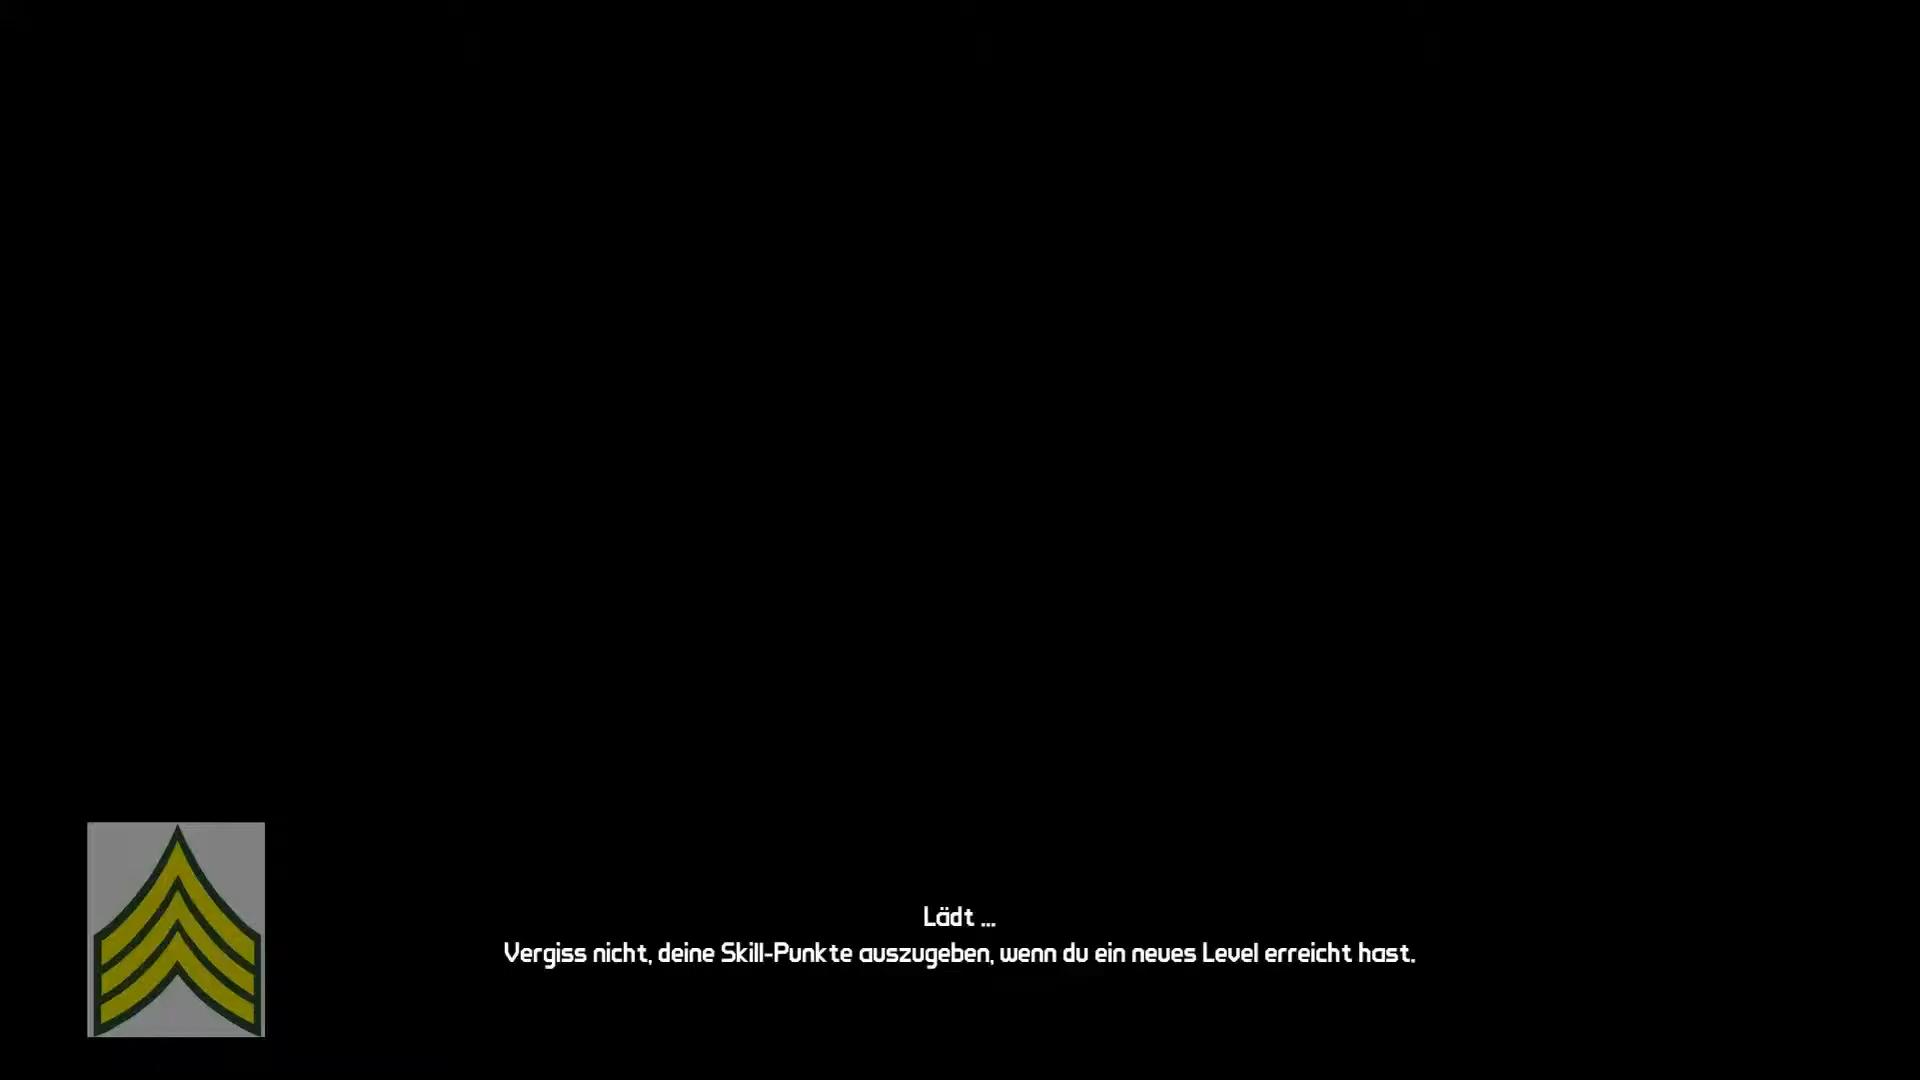 Lädt ...
Vergiss nicht, deine Skill-Punkte auszugeben, wenn du ein neues Level erreicht hast.